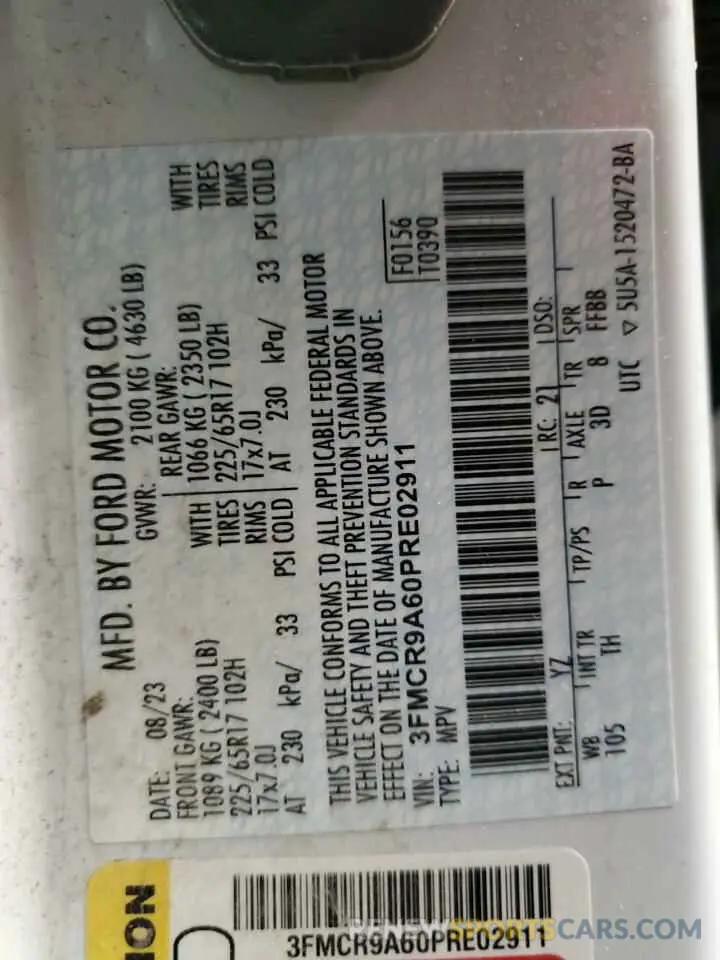 MFD. BY FORD MOTOR CO.
DATE: 08/23 GVWR: 2100 KG ( 4630 LB)
FRONT GAWR: REAR GAWR:
1089 KG ( 2400 LB) WITH 1066 KG ( 2350 LB) WITH
225/65R17 102H TIRES 225/65R17 102H TIRES
17x7.0J RIMS 17x7.0J RIMS
AT 230 kPa/ 33 PSI COLD AT 230 kPa/ 33 PSI COLD
THIS VEHICLE CONFORMS TO ALL APPLICABLE FEDERAL MOTOR
VEHICLE SAFETY AND THEFT PREVENTION STANDARDS IN
EFFECT ON THE DATE OF MANUFACTURE SHOWN ABOVE.
F0156
T0390
VIN: 3FMCR9A60PRE02911
TYPE: MPV
EXT PNT: YZ RC: 21 DSO:
WB INT TR TP/PS R AXLE TR SPR
105 TH P 3D 8 FFBB
UTC ▽ 5U5A-1520472-BA
ION
3FMCR9A60PRE02911
RENEWSPORTSCARS.COM